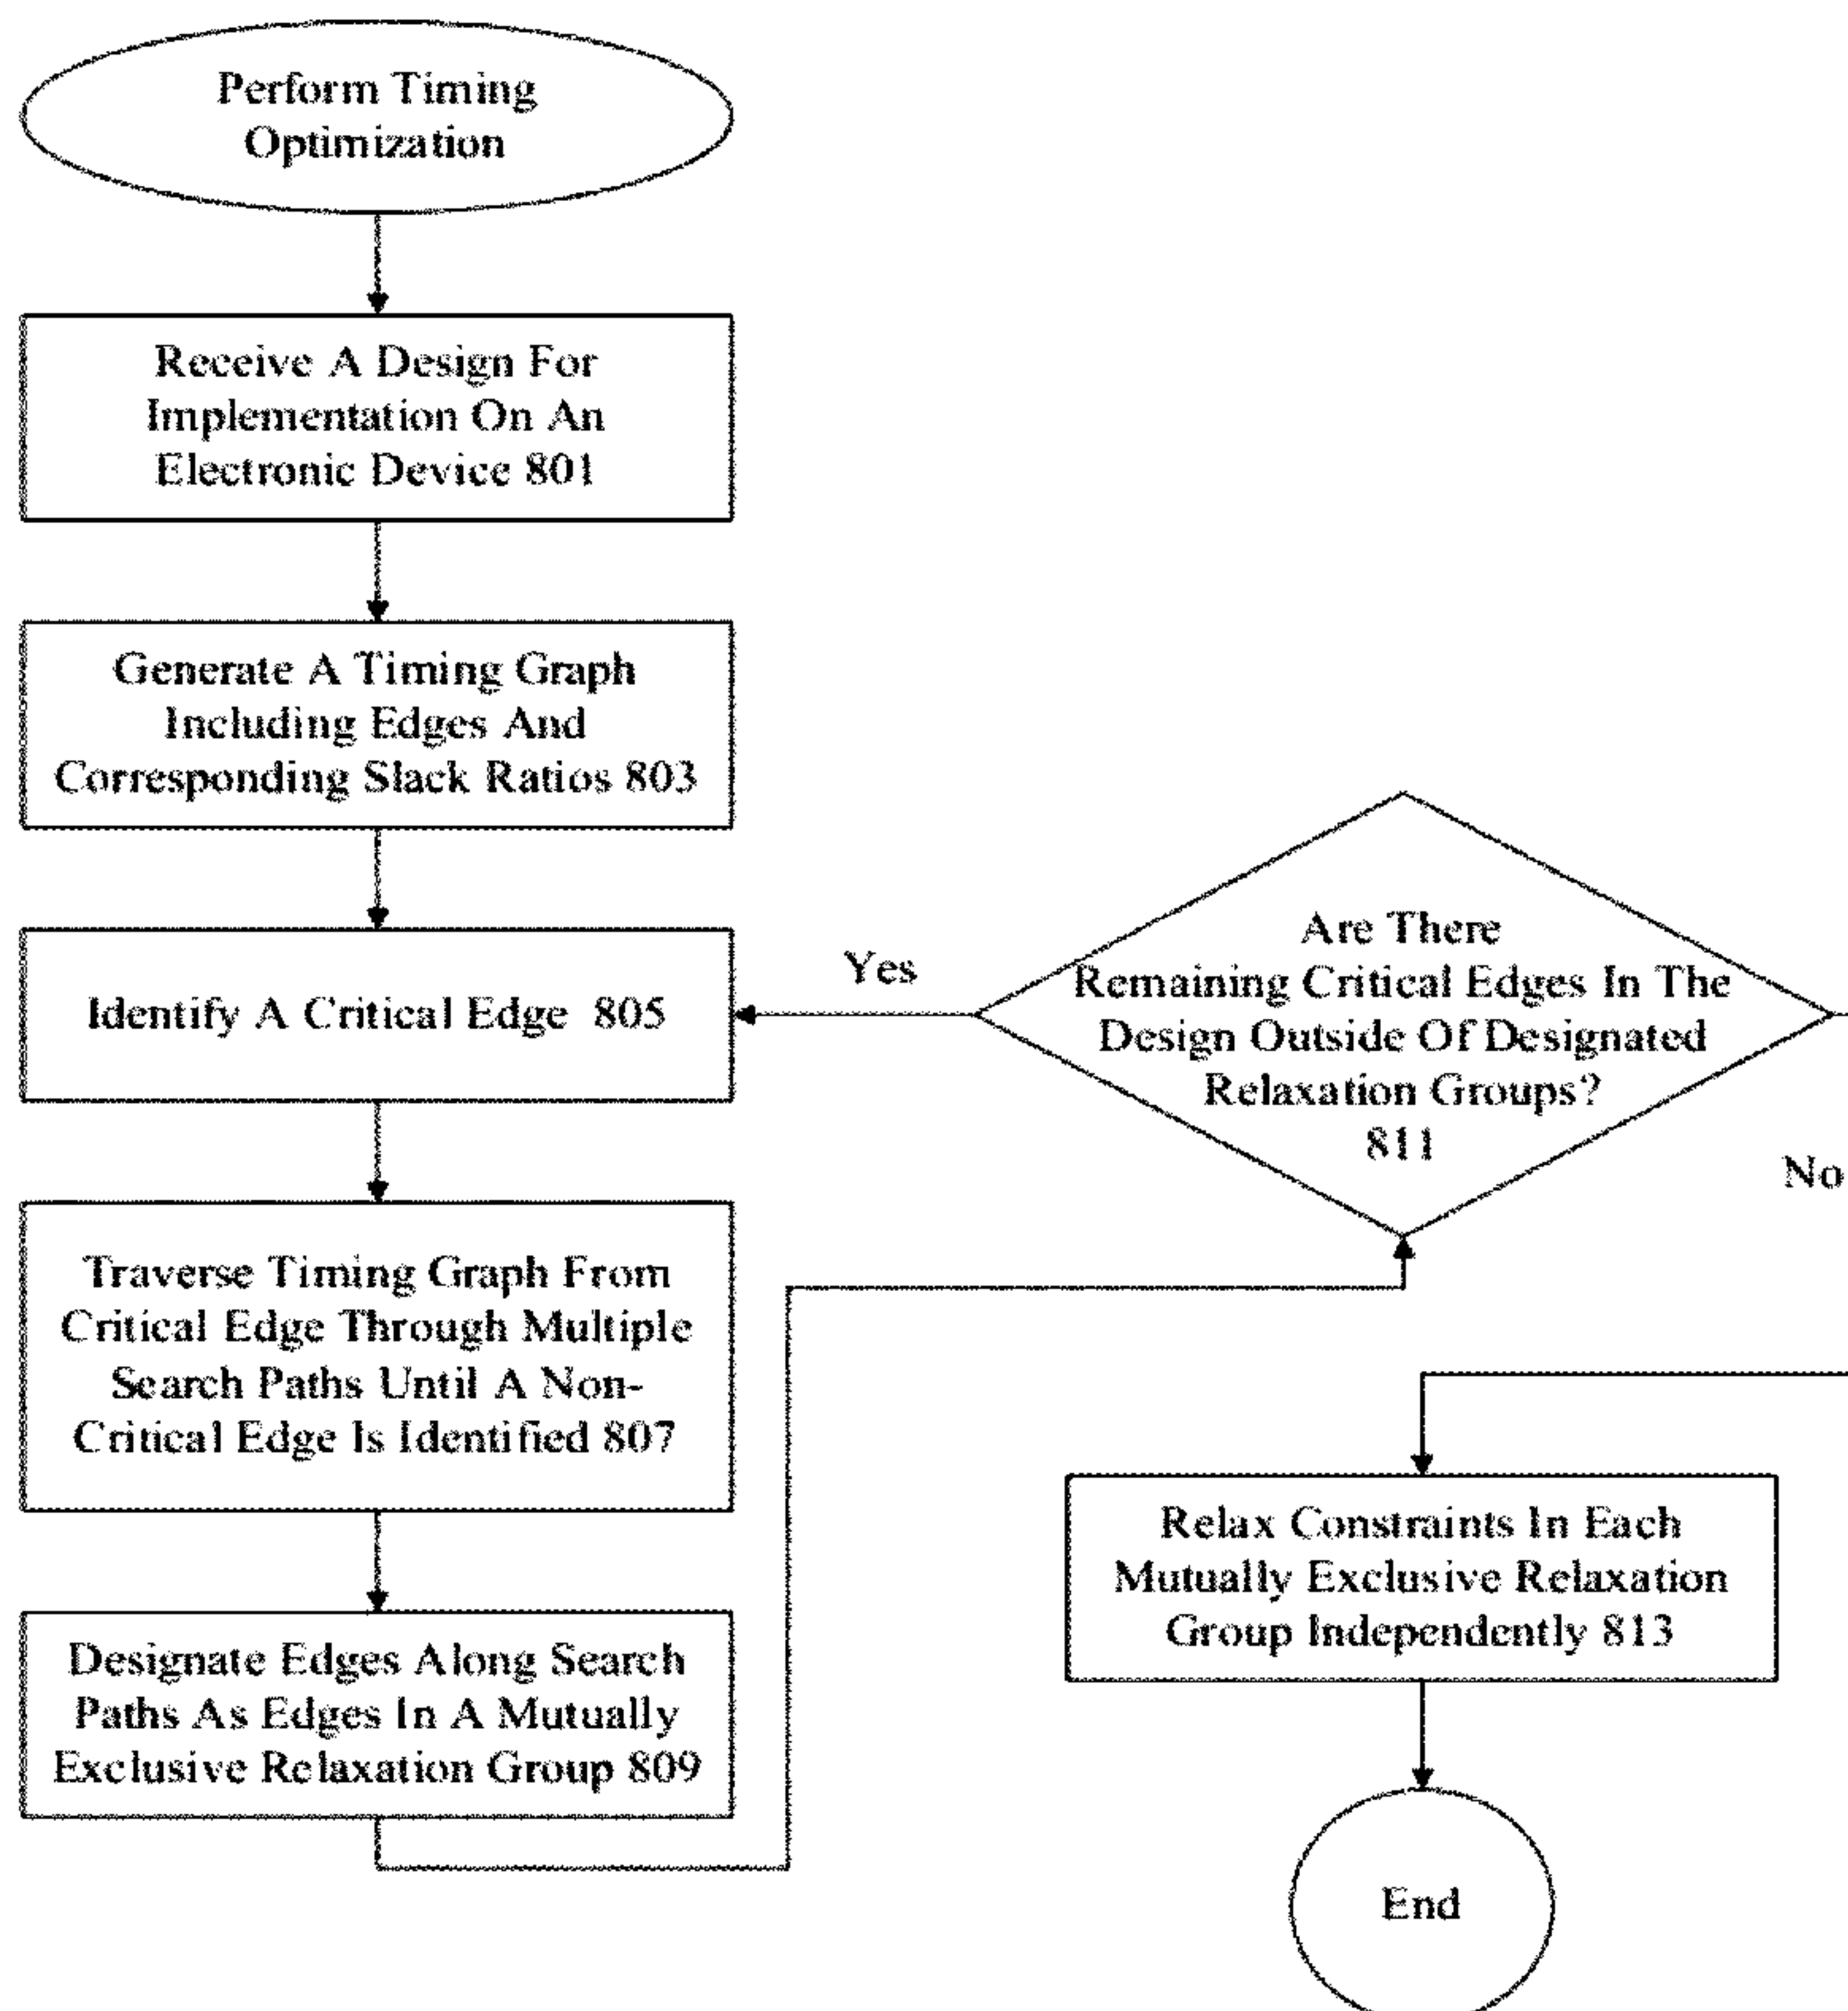 Perform Timing
Optimization
Receive A Design For
Implementation On An
Electronic Device 801
Generate A Timing Graph
Including Edges And
Corresponding Slack Ratios 803
Identify A Critical Edge 805
Traverse Timing Graph From
Critical Edge Through Multiple
Search Paths Until A Non-
Critical Edge Is Identified 807
Designate Edges Along Search
Paths As Edges In A Mutually
Exclusive Relaxation Group 809
Are There
Remaining Critical Edges In The
Design Outside Of Designated
Relaxation Groups?
811
Yes
No
Relax Constraints In Each
Mutually Exclusive Relaxation
Group Independently 813
End